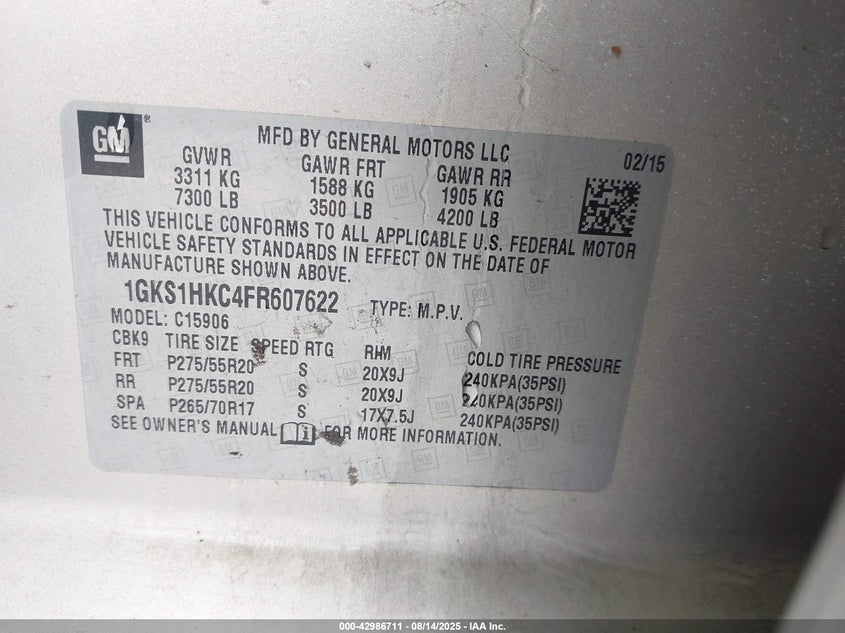 GM ®
MFD BY GENERAL MOTORS LLC 02/15
GVWR GAWR FRT GAWR RR
3311 KG 1588 KG 1905 KG
7300 LB 3500 LB 4200 LB
THIS VEHICLE CONFORMS TO ALL APPLICABLE U.S. FEDERAL MOTOR
VEHICLE SAFETY STANDARDS IN EFFECT ON THE DATE OF
MANUFACTURE SHOWN ABOVE.
1GKS1HKC4FR607622 TYPE: M.P.V.
MODEL: C15906
CBK9 TIRE SIZE SPEED RTG RIM COLD TIRE PRESSURE
FRT P275/55R20 S 20X9J 240KPA(35PSI)
RR P275/55R20 S 20X9J 240KPA(35PSI)
SPA P265/70R17 S 17X7.5J 240KPA(35PSI)
SEE OWNER'S MANUAL FOR MORE INFORMATION.
000-42986711 - 08/14/2025 - IAA Inc.